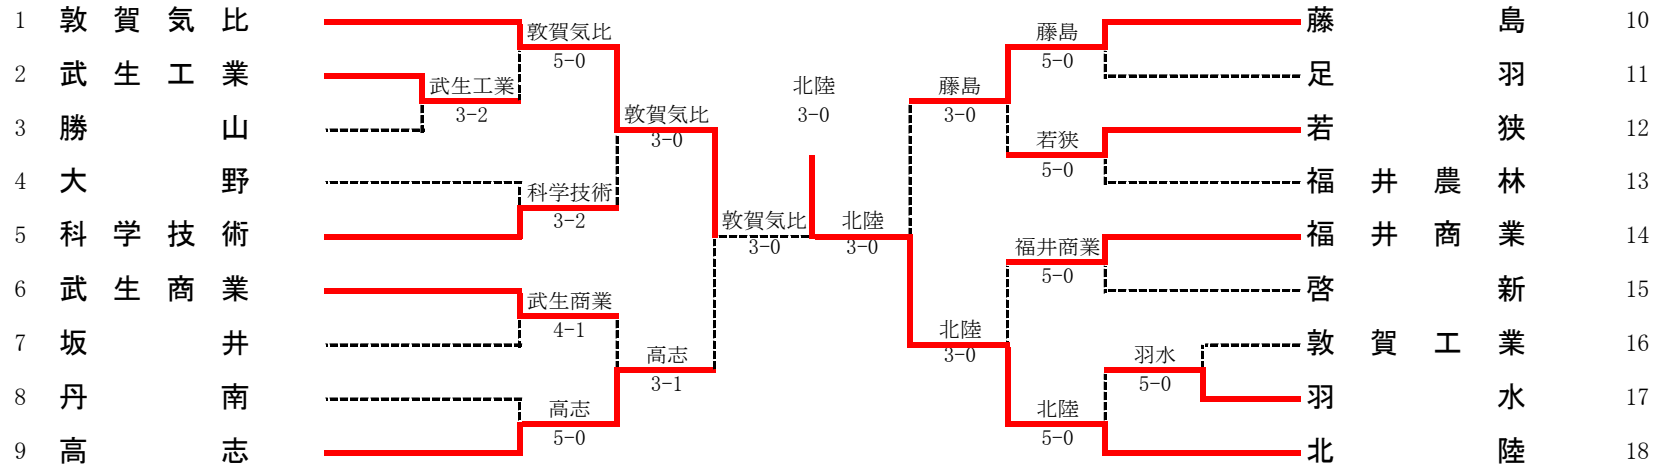 1 敦賀気比
2 武生工業
3 勝山
4 大野
5 科学技術
6 武生商業
7 坂井
8 丹南
9 高志
敦賀気比
5-0
武生工業
3-2
科学技術
3-2
武生商業
4-1
高志
5-0
敦賀気比
3-0
高志
3-1
敦賀気比
3-0
北陸
3-0
北陸
3-0
藤島
3-0
北陸
3-0
藤島
5-0
若狭
5-0
福井商業
5-0
北陸
5-0
羽水
5-0
藤島 10
足羽 11
若狭 12
福井農林 13
福井商業 14
啓新 15
敦賀工業 16
羽水 17
北陸 18